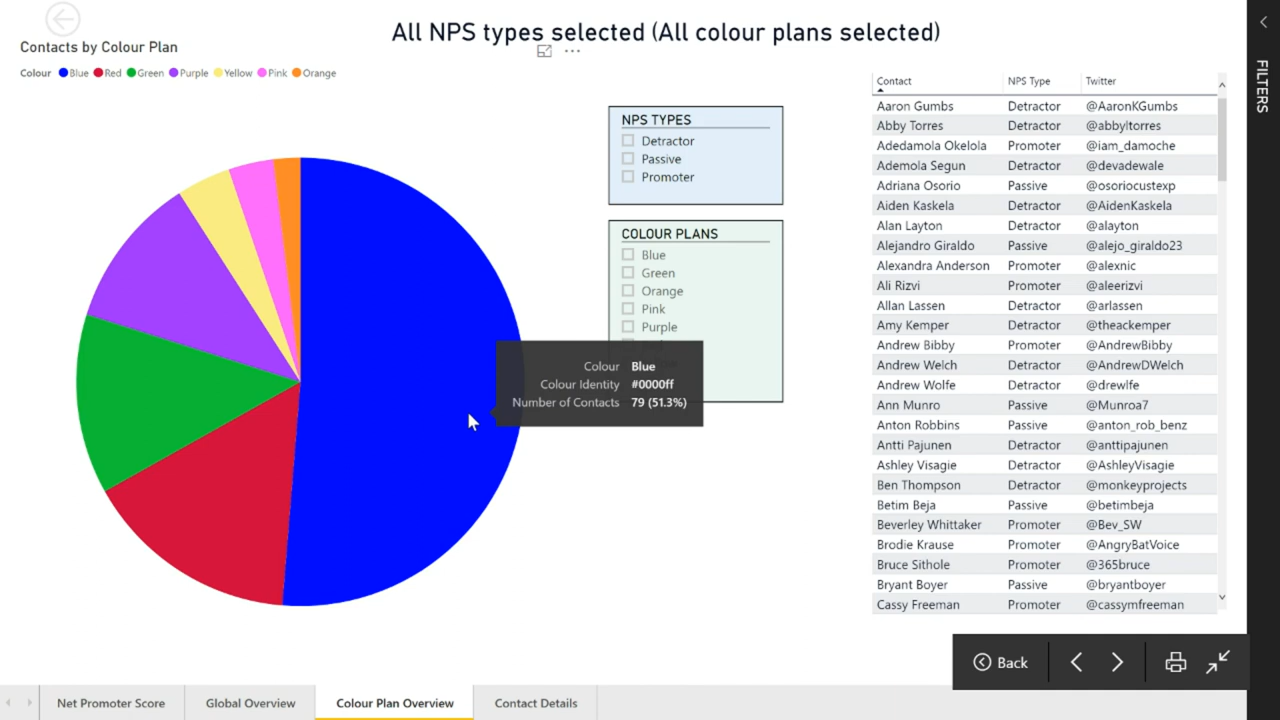 All NPS types selected (All colour plans selected)
Contacts by Colour Plan
Colour Blue Red Green Purple Yellow Pink Orange
NPS TYPES
Detractor
Passive
Promoter
COLOUR PLANS
Blue
Green
Orange
Pink
Purple
Colour Blue
Colour Identity #0000ff
Number of Contacts 79 (51.3%)
Contact NPS Type Twitter
Aaron Gumbs Detractor @AaronKGumbs
Abby Torres Detractor @abbyltorres
Adedamola Okelola Promoter @iam_damoche
Ademola Segun Detractor @devadewale
Adriana Osorio Passive @osoriocustexp
Aiden Kaskela Detractor @AidenKaskela
Alan Layton Detractor @alayton
Alejandro Giraldo Passive @alejo_giraldo23
Alexandra Anderson Promoter @alexnic
Ali Rizvi Promoter @aleerizvi
Allan Lassen Detractor @arlassen
Amy Kemper Detractor @theackemper
Andrew Bibby Promoter @AndrewBibby
Andrew Welch Detractor @AndrewDWelch
Andrew Wolfe Detractor @drewlfe
Ann Munro Passive @Munroa7
Anton Robbins Passive @anton_rob_benz
Antti Pajunen Detractor @anttipajunen
Ashley Visagie Detractor @AshleyVisagie
Ben Thompson Detractor @monkeyprojects
Betim Beja Passive @betimbeja
Beverley Whittaker Promoter @Bev_SW
Brodie Krause Promoter @AngryBatVoice
Bruce Sithole Promoter @365bruce
Bryant Boyer Passive @bryantboyer
Cassy Freeman Promoter @cassymfreeman
FILTERS
Back
Net Promoter Score Global Overview Colour Plan Overview Contact Details